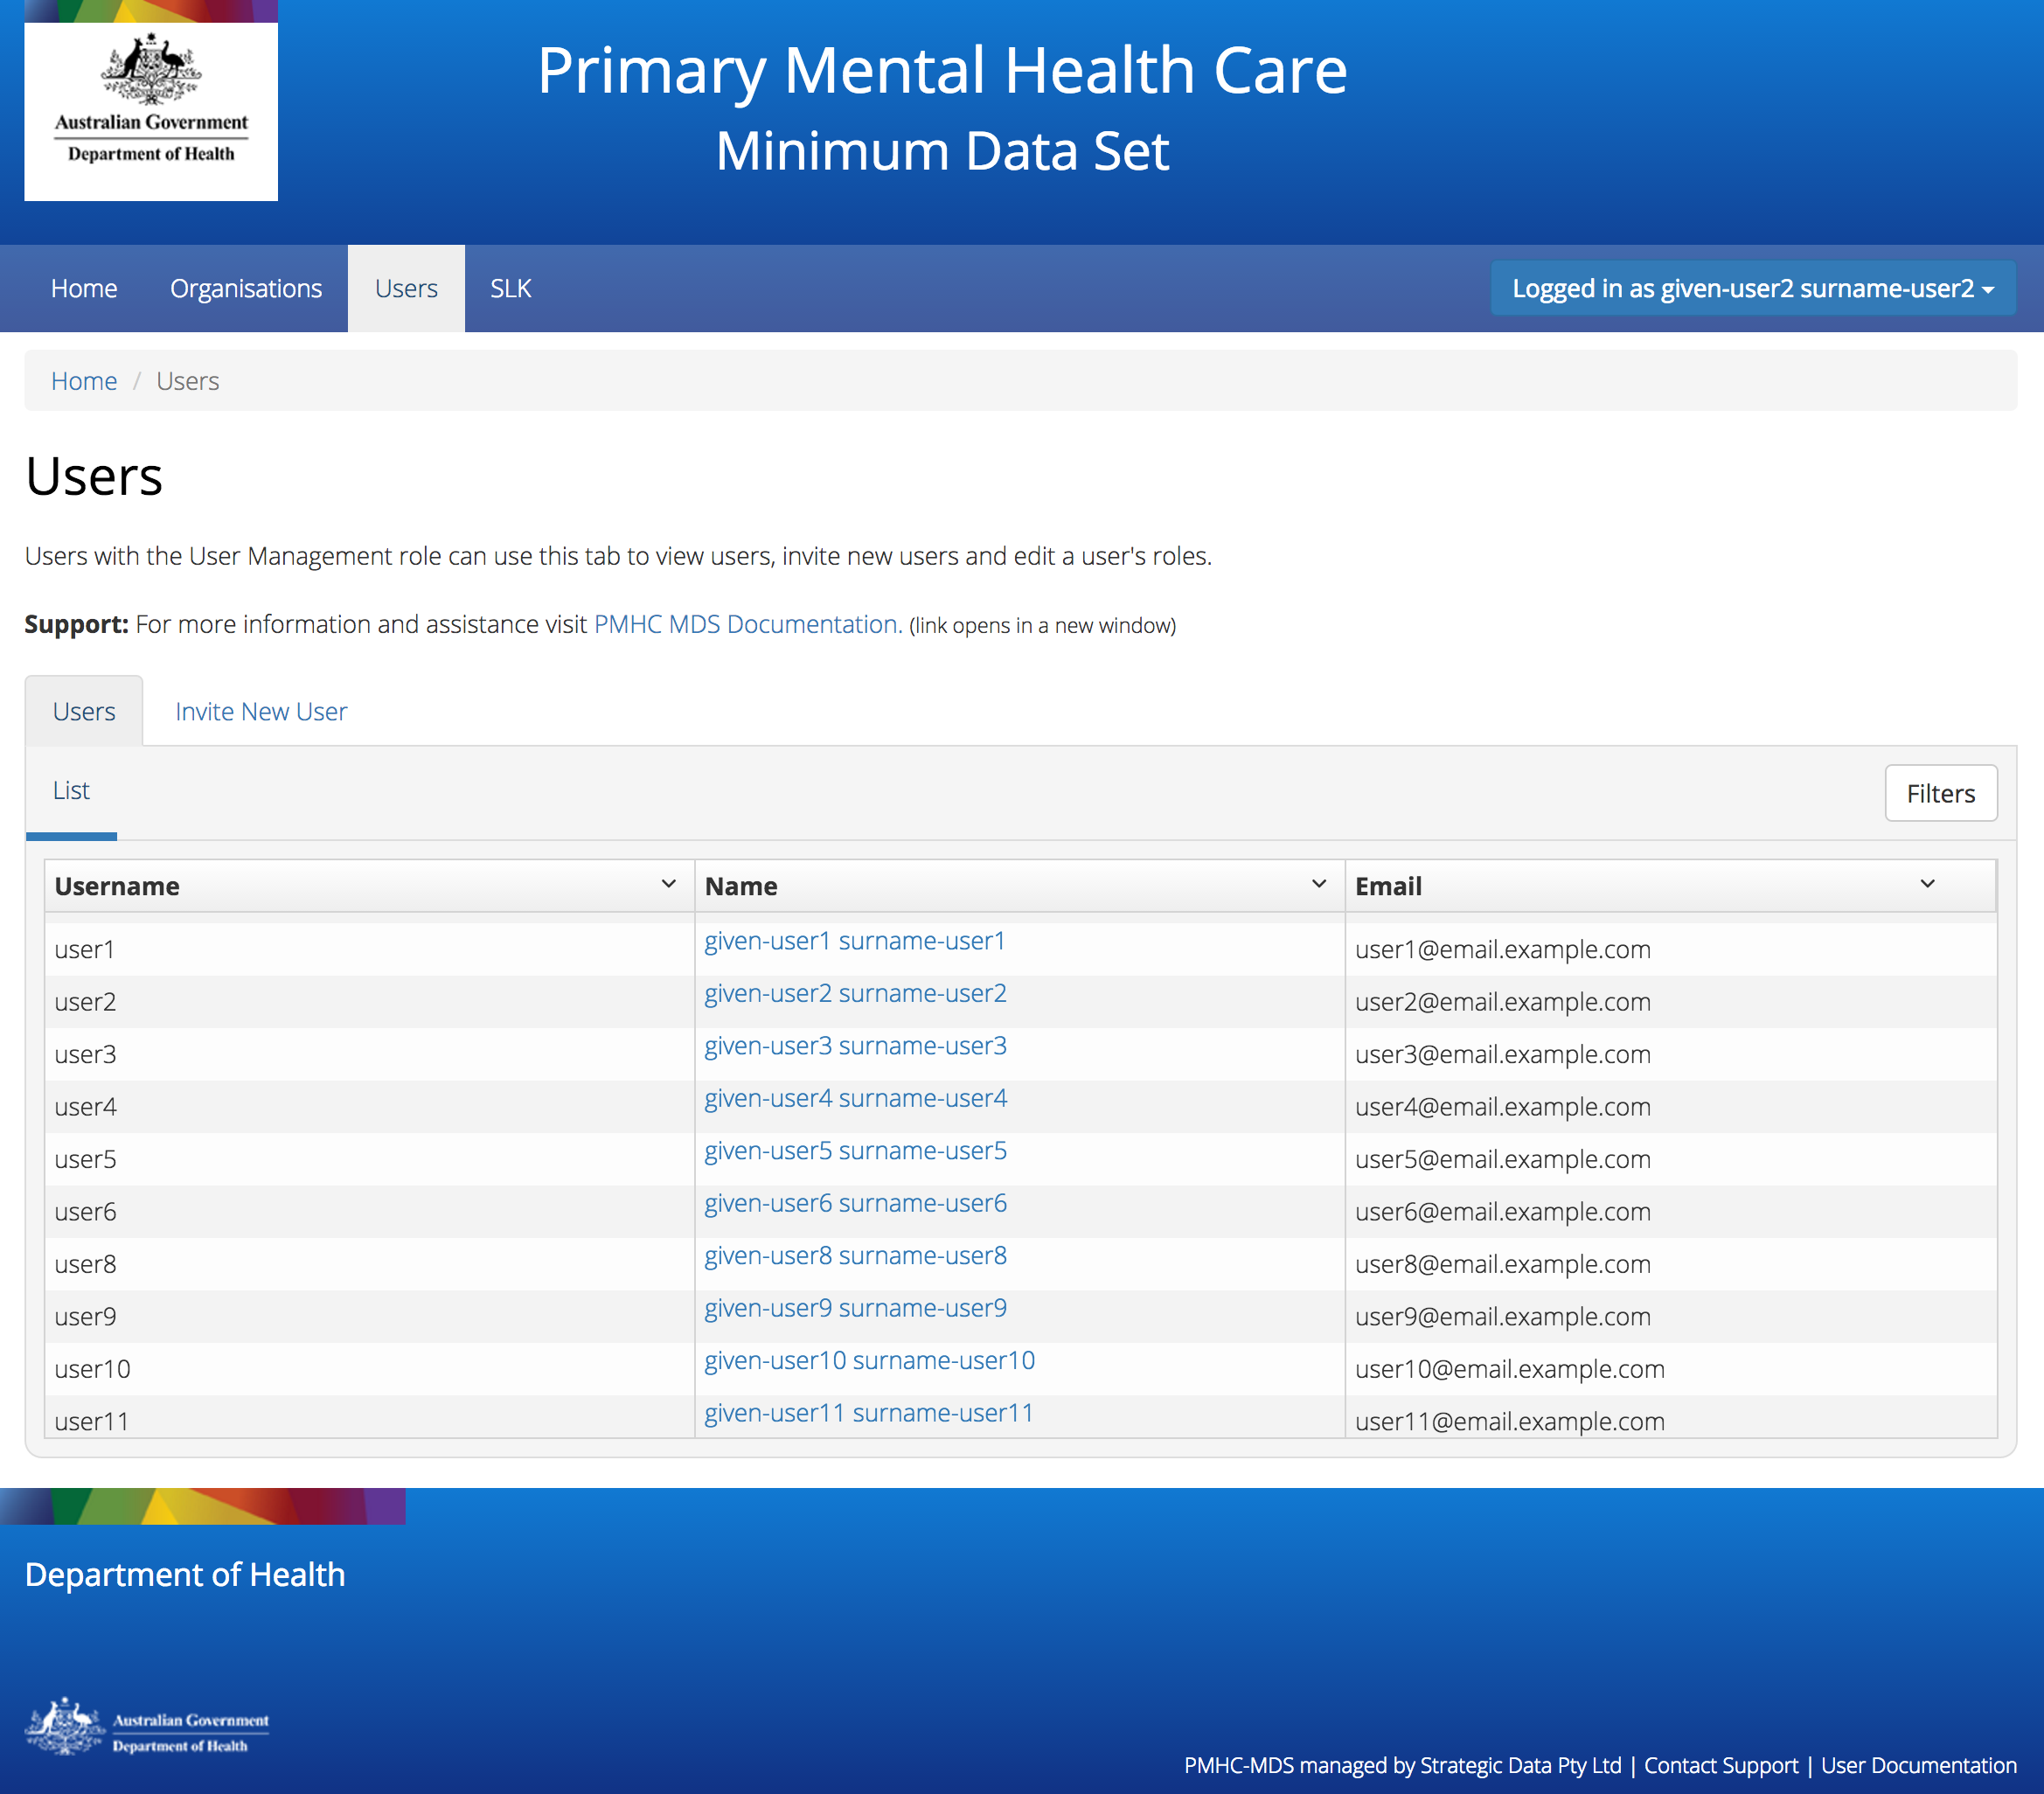 Australian Government
Department of Health
Primary Mental Health Care
Minimum Data Set
Home Organisations Users SLK Logged in as given-user2 surname-user2
Home / Users
Users
Users with the User Management role can use this tab to view users, invite new users and edit a user's roles.
Support: For more information and assistance visit PMHC MDS Documentation. (link opens in a new window)
Users Invite New User
List Filters
Username Name Email
user1 given-user1 surname-user1 user1@email.example.com
user2 given-user2 surname-user2 user2@email.example.com
user3 given-user3 surname-user3 user3@email.example.com
user4 given-user4 surname-user4 user4@email.example.com
user5 given-user5 surname-user5 user5@email.example.com
user6 given-user6 surname-user6 user6@email.example.com
user8 given-user8 surname-user8 user8@email.example.com
user9 given-user9 surname-user9 user9@email.example.com
user10 given-user10 surname-user10 user10@email.example.com
user11 given-user11 surname-user11 user11@email.example.com
Department of Health
Australian Government
Department of Health
PMHC-MDS managed by Strategic Data Pty Ltd | Contact Support | User Documentation